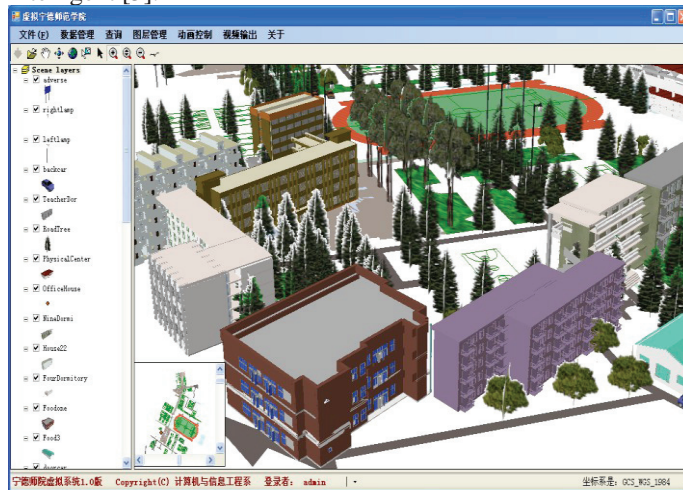 虚拟宁德师范学院
文件(F) 数据管理 查询 图层管理 动画控制 视频输出 关于
Scene layers
adverse
rightlamp
leftlamp
backcar
TeacherDor
RoadTree
PhysicalCenter
OfficeHouse
NineDormi
House22
FourDormitory
Foodone
Food3
宁德师院虚拟系统1.0版 Copyright(C) 计算机与信息工程系 登录者: admin 坐标系是: GCS_WGS_1984